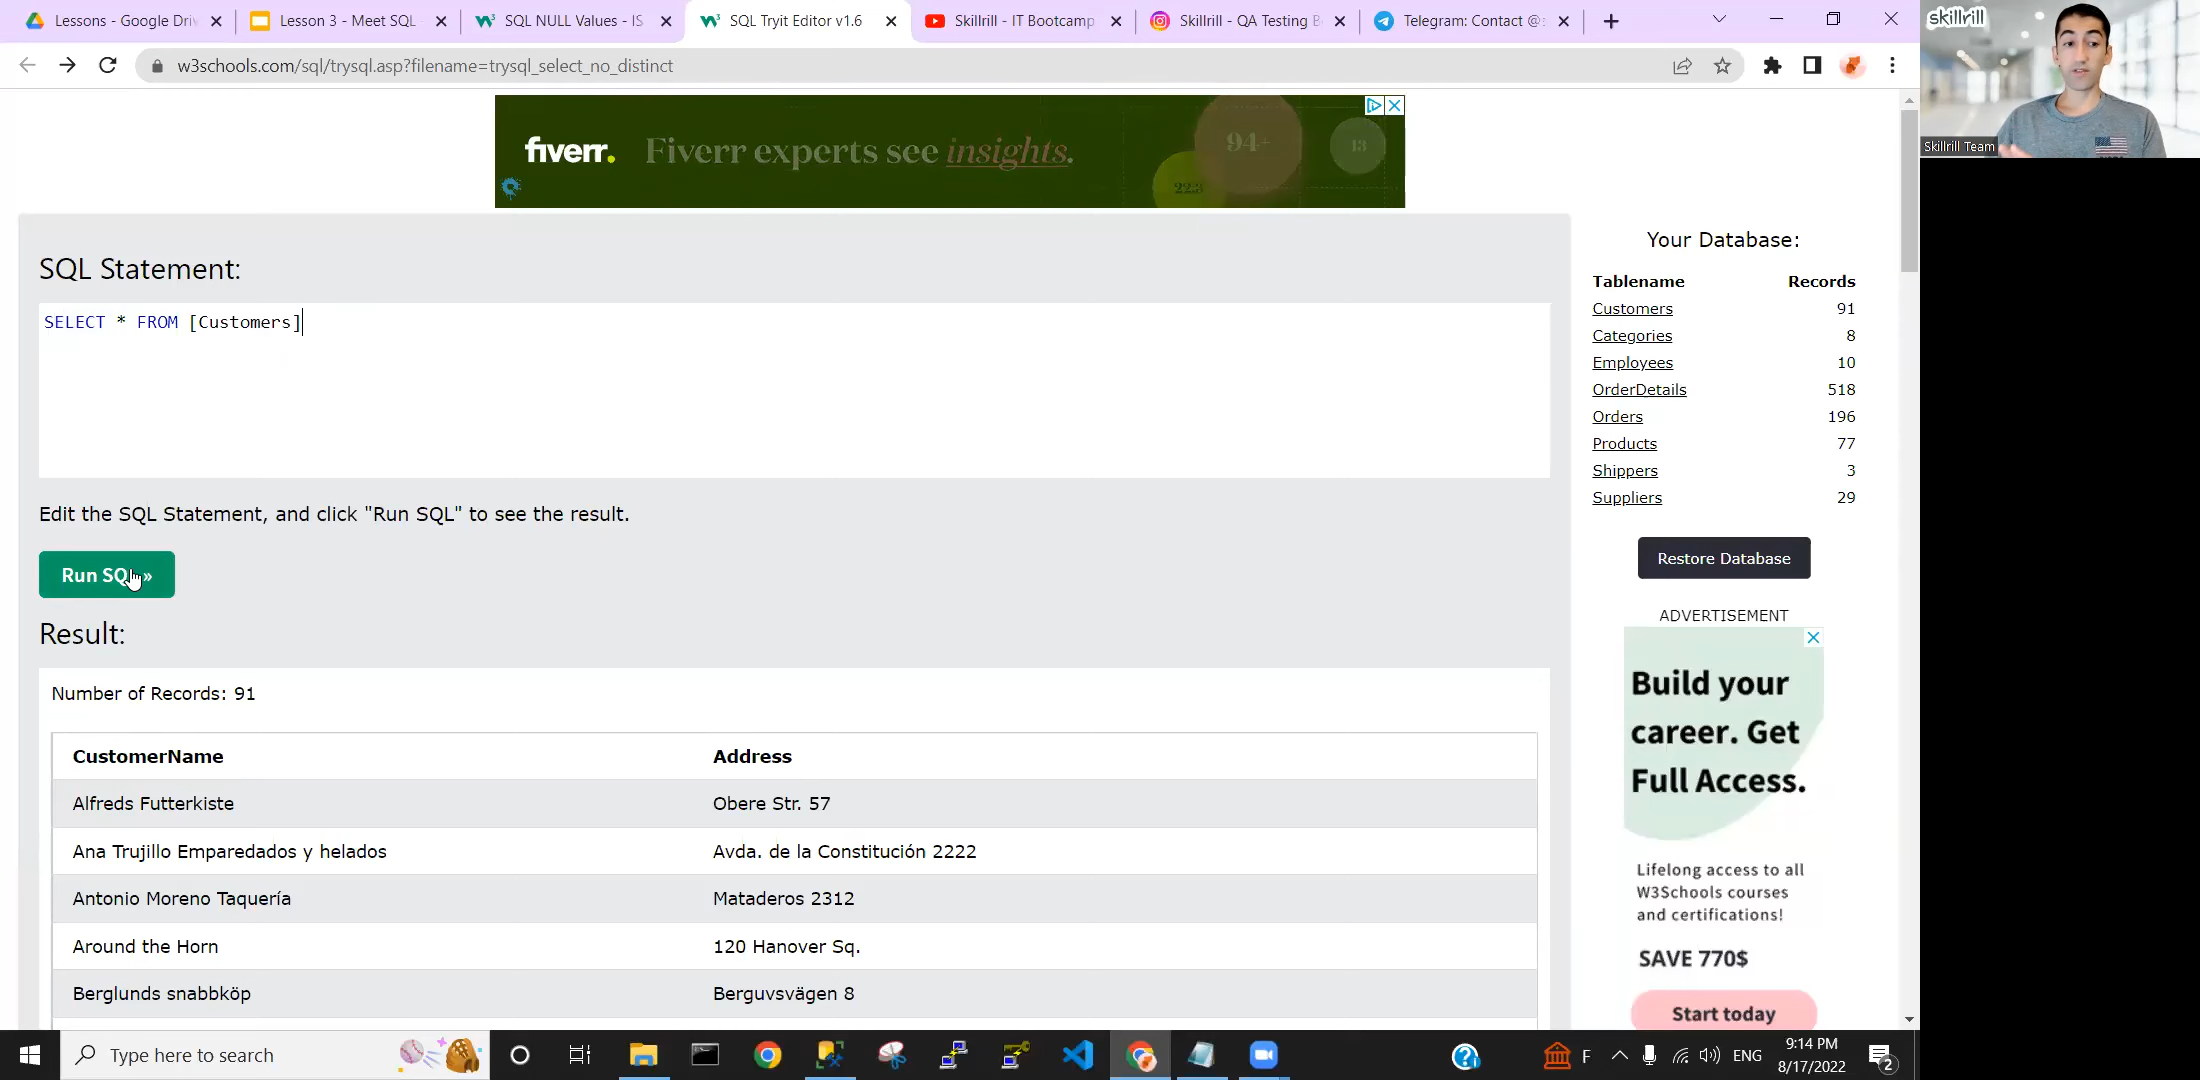 Lessons - Google Driv
Lesson 3 - Meet SQL
SQL NULL Values - IS
SQL Tryit Editor v1.6
Skillrill - IT Bootcamp
Skillrill - QA Testing B
Telegram: Contact @s
w3schools.com/sql/trysql.asp?filename=trysql_select_no_distinct
skillrill
Skillrill Team
fiverr. Fiverr experts see insights.
94+
13
SQL Statement:
SELECT * FROM [Customers]
Edit the SQL Statement, and click "Run SQL" to see the result.
Run SQL »
Result:
Number of Records: 91
CustomerName Address
Alfreds Futterkiste Obere Str. 57
Ana Trujillo Emparedados y helados Avda. de la Constitución 2222
Antonio Moreno Taquería Mataderos 2312
Around the Horn 120 Hanover Sq.
Berglunds snabbköp Berguvsvägen 8
Your Database:
Tablename Records
Customers 91
Categories 8
Employees 10
OrderDetails 518
Orders 196
Products 77
Shippers 3
Suppliers 29
Restore Database
ADVERTISEMENT
Build your
career. Get
Full Access.
Lifelong access to all
W3Schools courses
and certifications!
SAVE 770$
Start today
Type here to search
F
ENG
9:14 PM
8/17/2022
2